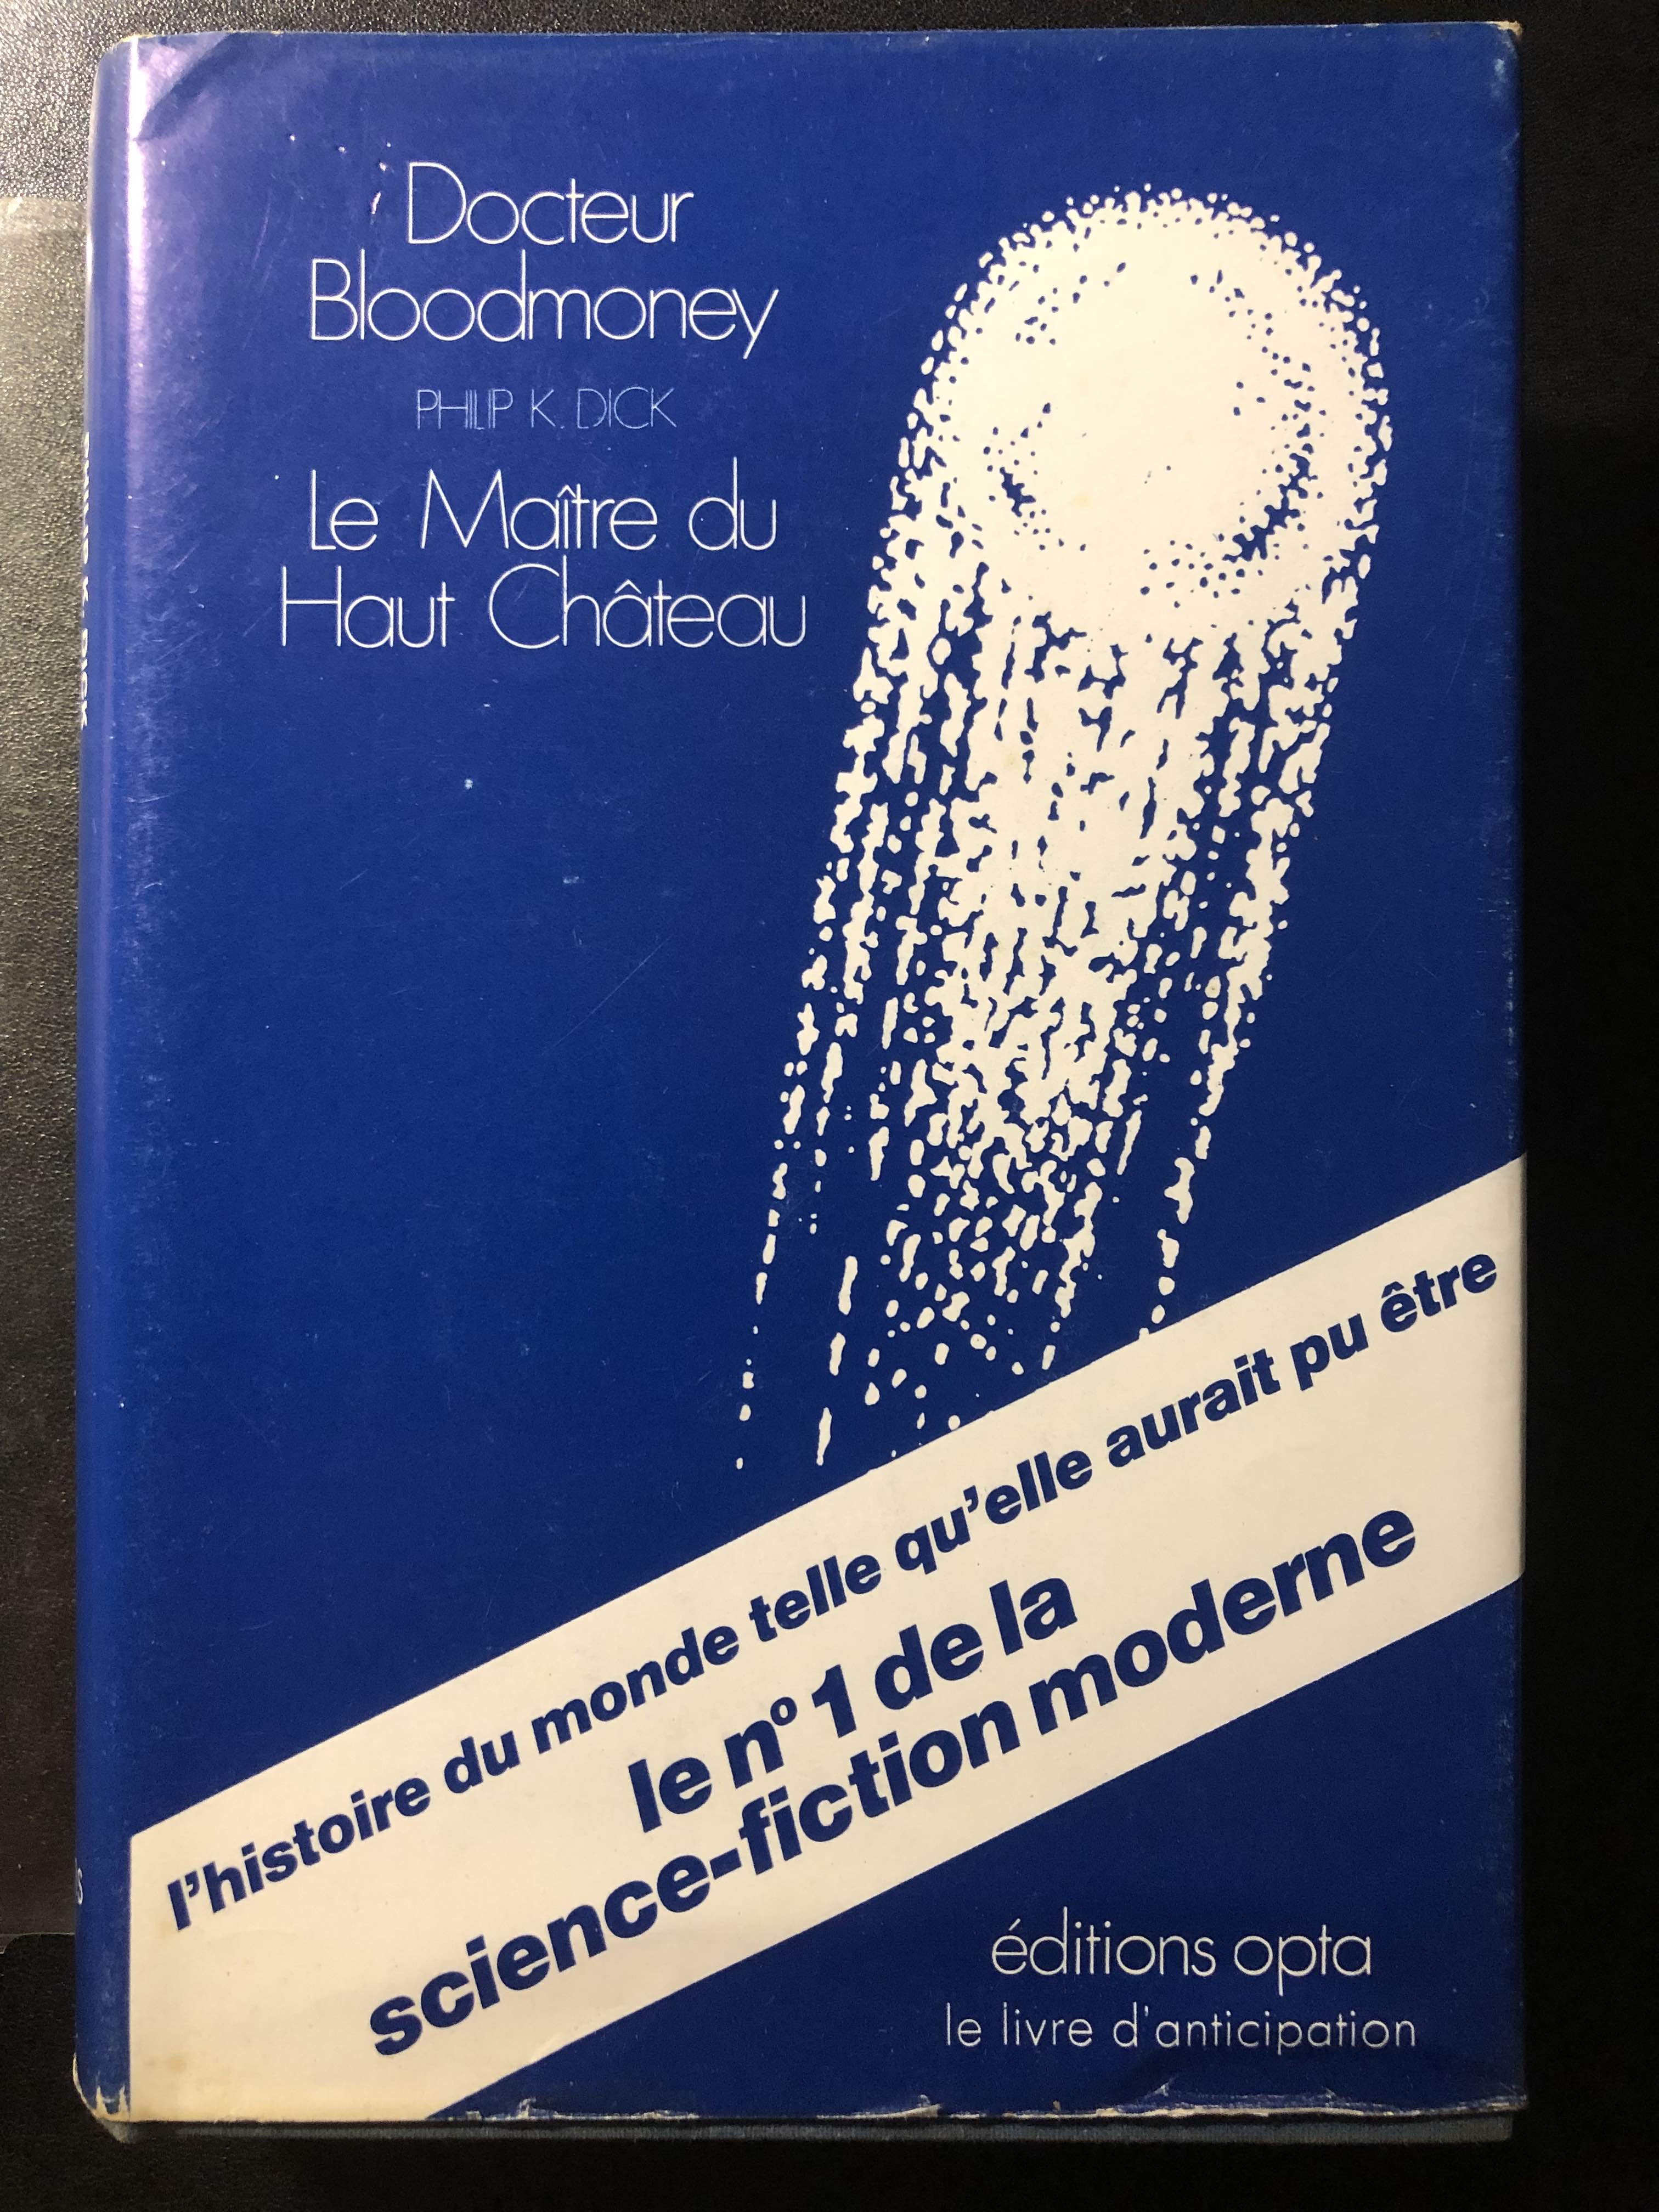 Docteur
Bloodmoney
PHILIP K. DICK
Le Maître du
Haut Château
l'histoire du monde telle qu'elle aurait pu être
le nº 1 de la
science-fiction moderne
éditions opta
le livre d'anticipation